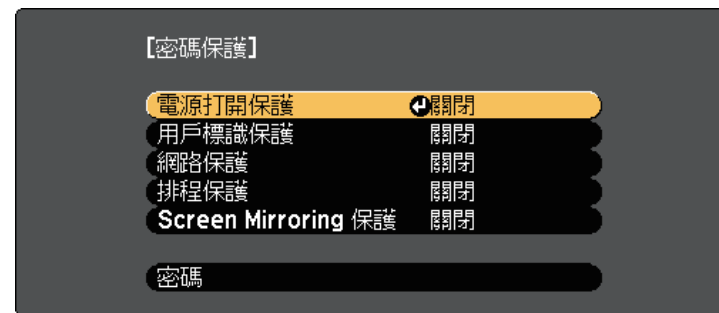 【密碼保護】
電源打開保護 關閉
用戶標識保護 關閉
網路保護 關閉
排程保護 關閉
Screen Mirroring 保護 關閉
密碼